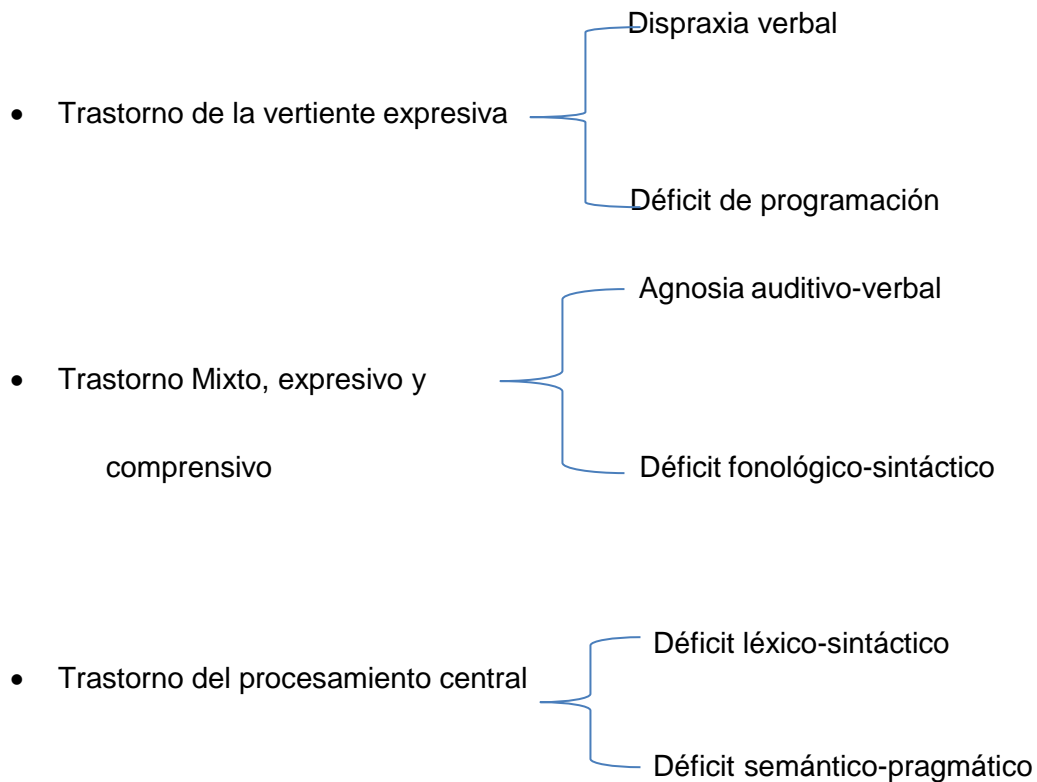 Dispraxia verbal
• Trastorno de la vertiente expresiva
Déficit de programación
Agnosia auditivo-verbal
• Trastorno Mixto, expresivo y
comprensivo
Déficit fonológico-sintáctico
Déficit léxico-sintáctico
• Trastorno del procesamiento central
Déficit semántico-pragmático